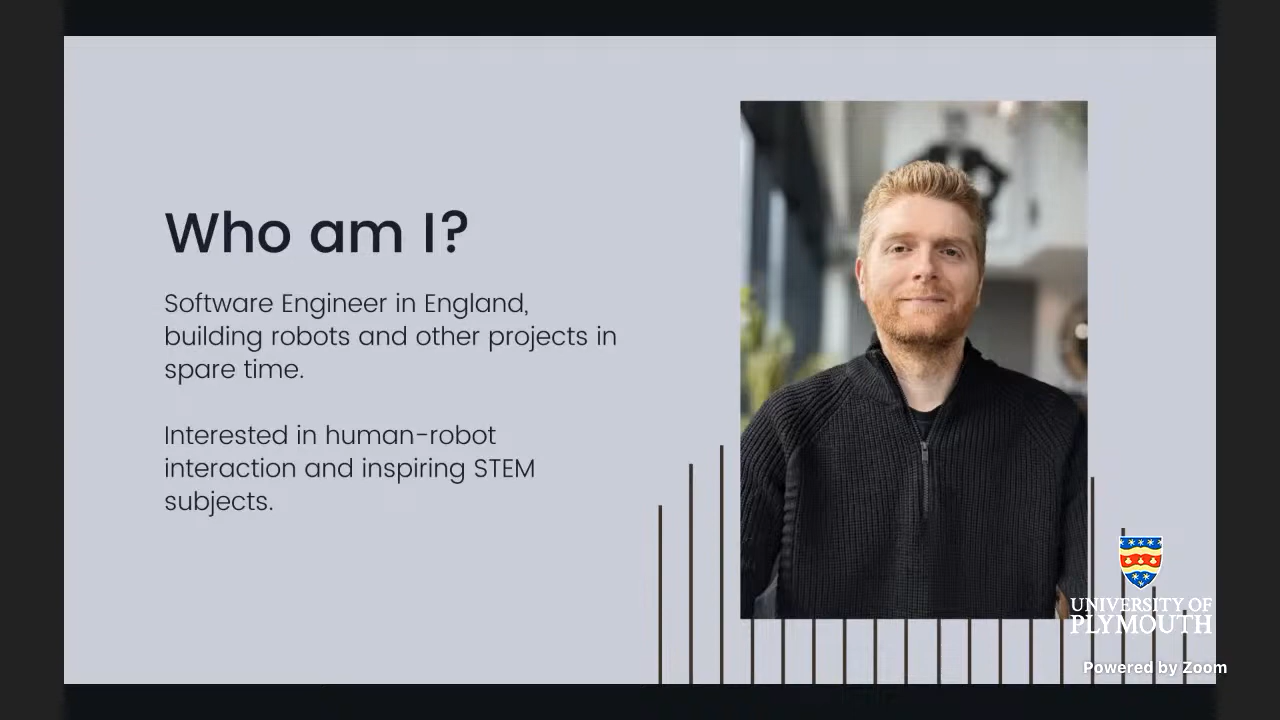 Who am I?
Software Engineer in England,
building robots and other projects in
spare time.
Interested in human-robot
interaction and inspiring STEM
subjects.
UNIVERSITY OF
PLYMOUTH
Powered by Zoom